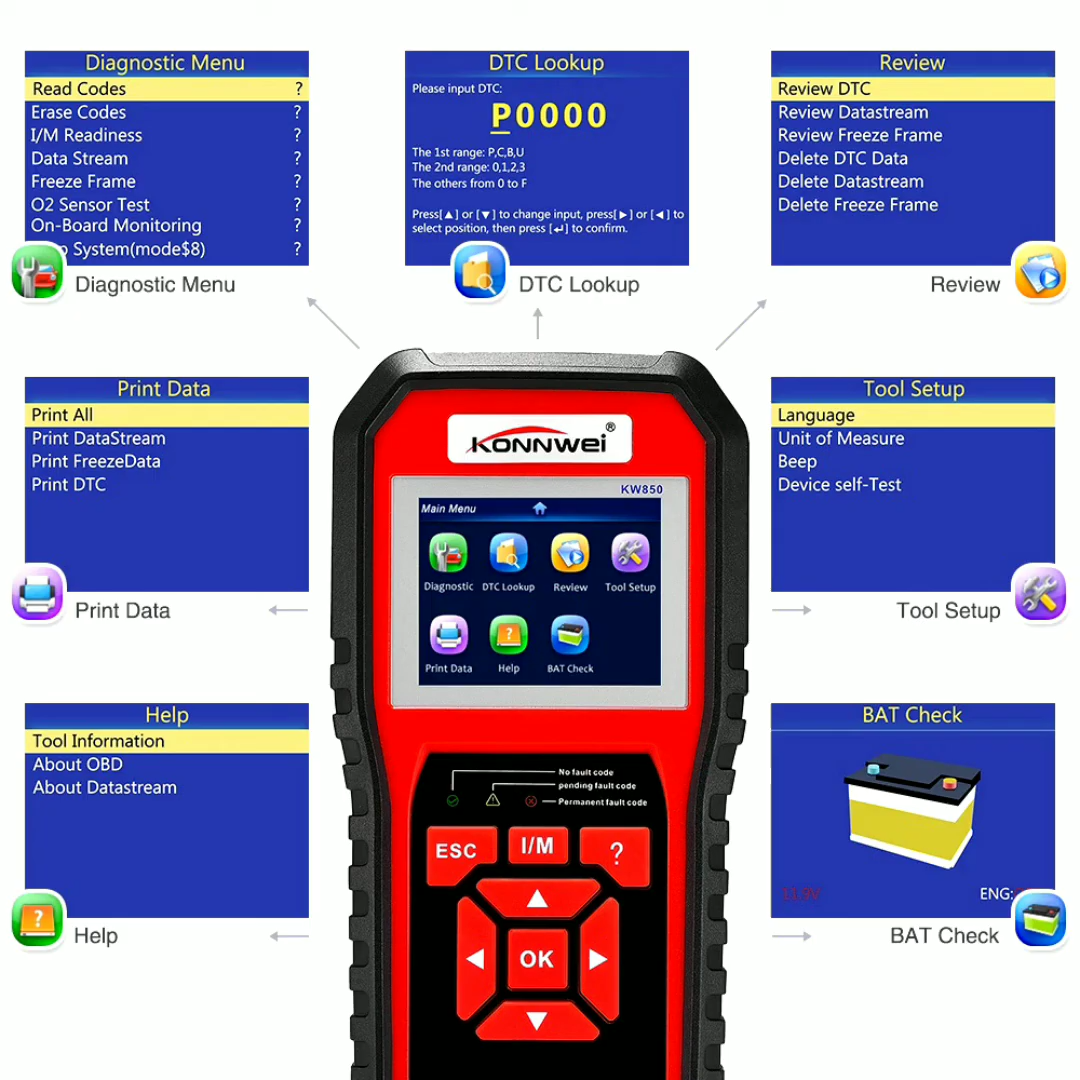 Diagnostic Menu
Read Codes ?
Erase Codes ?
I/M Readiness ?
Data Stream ?
Freeze Frame ?
O2 Sensor Test ?
On-Board Monitoring ?
System(mode$8) ?
Diagnostic Menu
DTC Lookup
Please input DTC:
P0000
The 1st range: P,C,B,U
The 2nd range: 0,1,2,3
The others from 0 to F
Press[▲] or [▼] to change input, press[▶] or [◀] to
select position, then press [↵] to confirm.
DTC Lookup
Review
Review DTC
Review Datastream
Review Freeze Frame
Delete DTC Data
Delete Datastream
Delete Freeze Frame
Review
Print Data
Print All
Print DataStream
Print FreezeData
Print DTC
Print Data
Tool Setup
Language
Unit of Measure
Beep
Device self-Test
Tool Setup
KONNWEI®
KW850
Main Menu
Diagnostic DTC Lookup Review Tool Setup
Print Data Help BAT Check
Help
Tool Information
About OBD
About Datastream
Help
BAT Check
11.9V
ENG:
BAT Check
No fault code
pending fault code
Permanent fault code
ESC I/M ?
▲
◀ OK ▶
▼